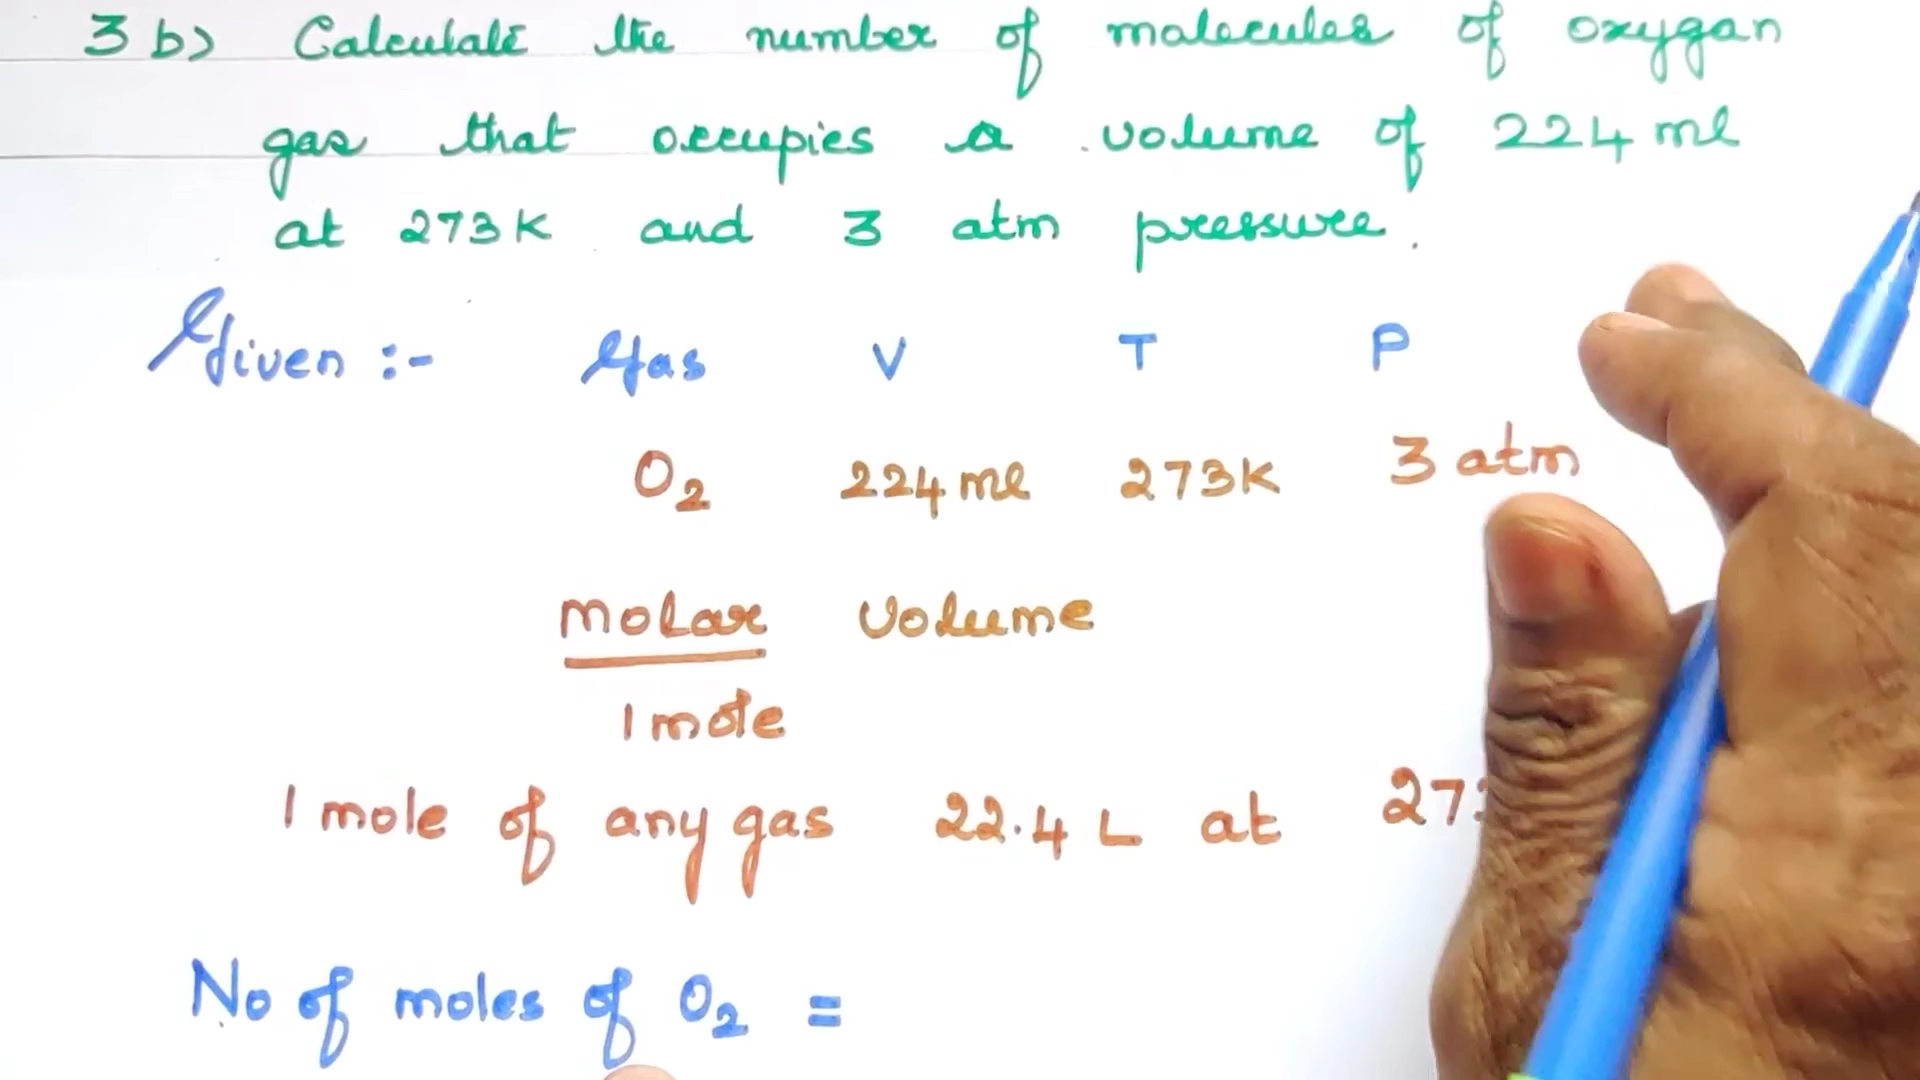 3 b) Calculate the number of molecules of oxygen
gas that occupies a volume of 224 ml
at 273K and 3 atm pressure.
Given :- Gas V T P
O2 224 ml 273K 3 atm
Molar Volume
1 mole
1 mole of any gas 22.4 L at 273
No of moles of O2 =